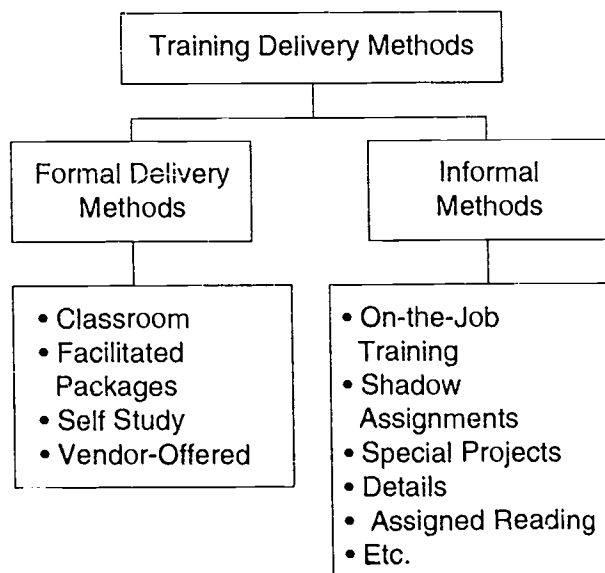 Training Delivery Methods
Formal Delivery
Methods
Informal
Methods
• Classroom
• Facilitated
Packages
• Self Study
• Vendor-Offered
• On-the-Job
Training
• Shadow
Assignments
• Special Projects
• Details
• Assigned Reading
• Etc.